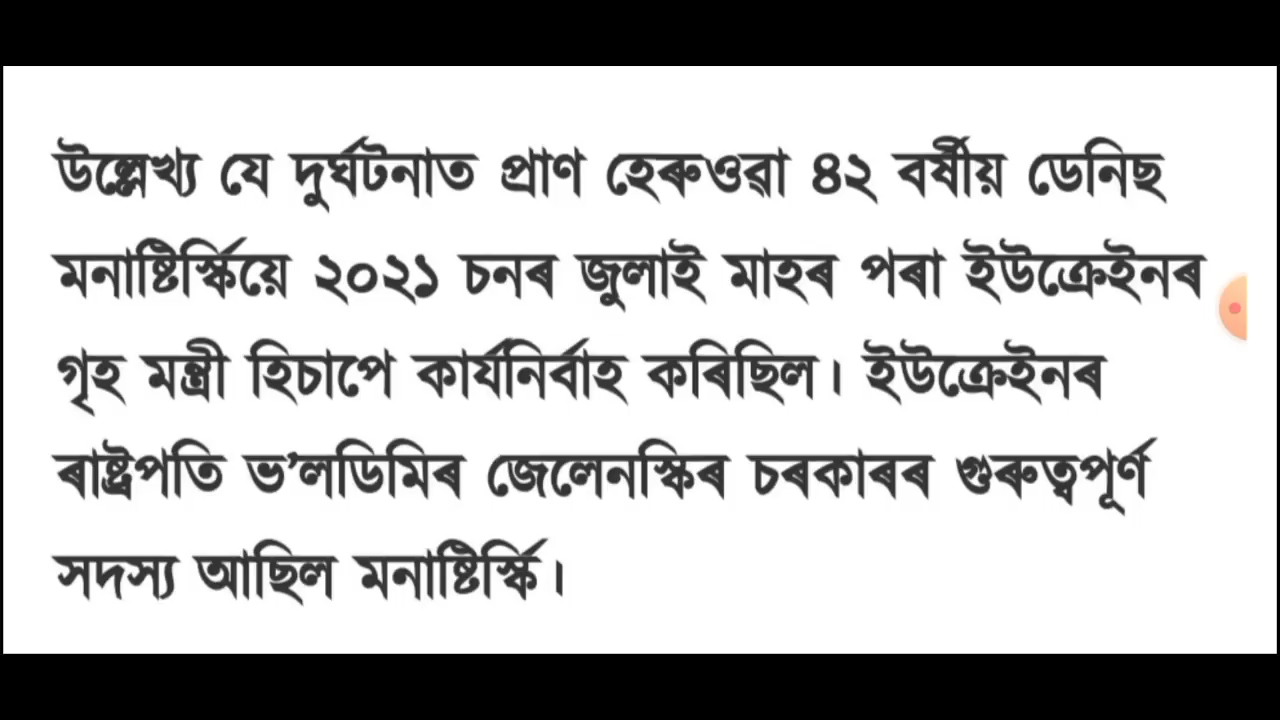 উল্লেখ্য যে দুৰ্ঘটনাত প্ৰাণ হেৰুওৱা ৪২ বৰ্ষীয় ডেনিছ
মনাষ্টিৰ্স্কিয়ে ২০২১ চনৰ জুলাই মাহৰ পৰা ইউক্ৰেইনৰ
গৃহ মন্ত্ৰী হিচাপে কাৰ্যনিৰ্বাহ কৰিছিল। ইউক্ৰেইনৰ
ৰাষ্ট্ৰপতি ভ’লডিমিৰ জেলেনস্কিৰ চৰকাৰৰ গুৰুত্বপূৰ্ণ
সদস্য আছিল মনাষ্টিৰ্স্কি।